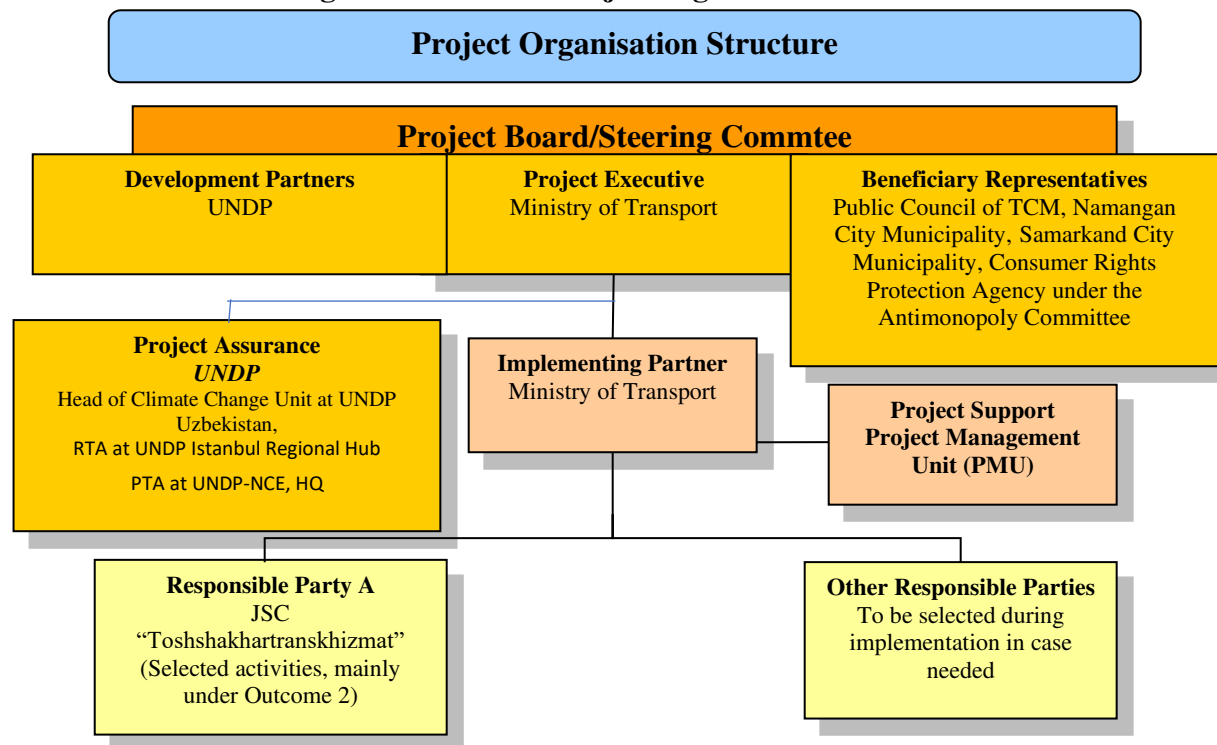 Project Organisation Structure
Project Board/Steering Commtee
Development Partners
UNDP
Project Executive
Ministry of Transport
Beneficiary Representatives
Public Council of TCM, Namangan
City Municipality, Samarkand City
Municipality, Consumer Rights
Protection Agency under the
Antimonopoly Committee
Project Assurance
UNDP
Head of Climate Change Unit at UNDP
Uzbekistan,
RTA at UNDP Istanbul Regional Hub
PTA at UNDP-NCE, HQ
Implementing Partner
Ministry of Transport
Project Support
Project Management
Unit (PMU)
Responsible Party A
JSC
“Toshshakhartranskhizmat”
(Selected activities, mainly
under Outcome 2)
Other Responsible Parties
To be selected during
implementation in case
needed